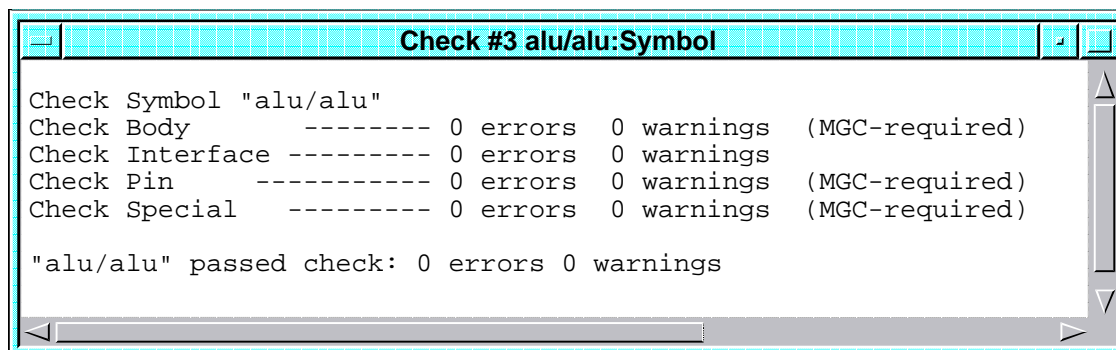 Check #3 alu/alu:Symbol
Check Symbol "alu/alu"
Check Body -------- 0 errors 0 warnings (MGC-required)
Check Interface --------- 0 errors 0 warnings
Check Pin ----------- 0 errors 0 warnings (MGC-required)
Check Special --------- 0 errors 0 warnings (MGC-required)
"alu/alu" passed check: 0 errors 0 warnings